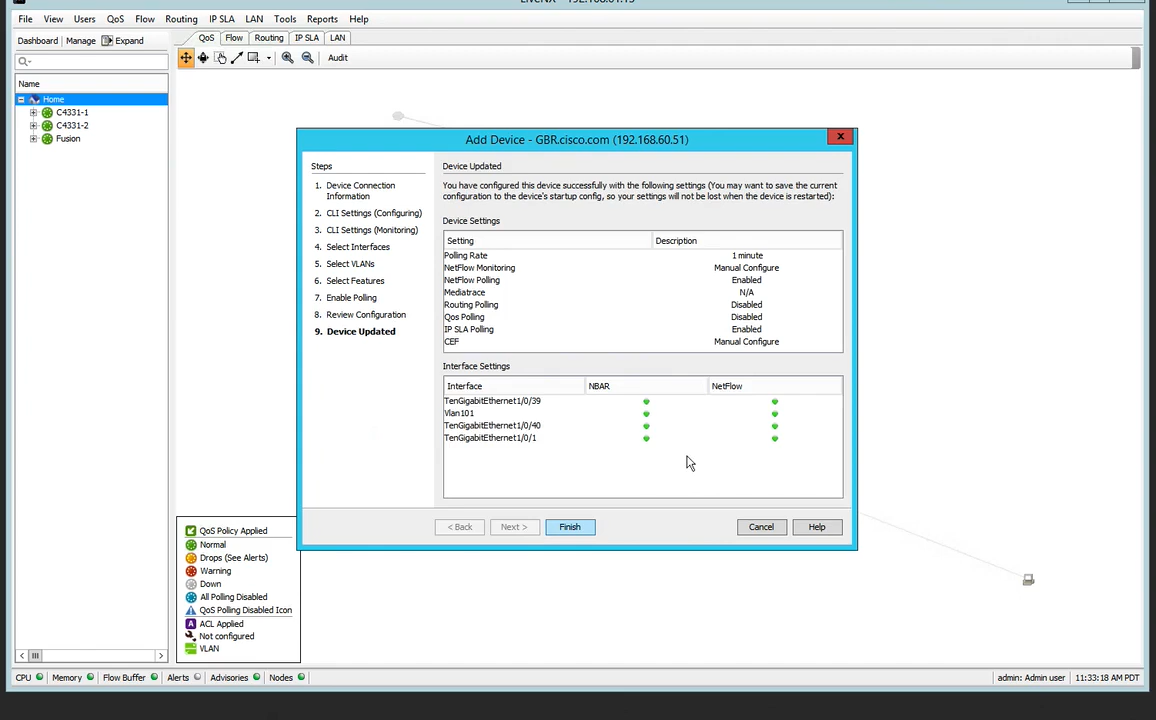 LiveNX - 192.168.61.15
File View Users QoS Flow Routing IP SLA LAN Tools Reports Help
Dashboard Manage Expand
QoS Flow Routing IP SLA LAN
Audit
Name
Home
C4331-1
C4331-2
Fusion
Add Device - GBR.cisco.com (192.168.60.51)
Steps
1. Device Connection
Information
2. CLI Settings (Configuring)
3. CLI Settings (Monitoring)
4. Select Interfaces
5. Select VLANs
6. Select Features
7. Enable Polling
8. Review Configuration
9. Device Updated
Device Updated
You have configured this device successfully with the following settings (You may want to save the current
configuration to the device's startup config, so your settings will not be lost when the device is restarted):
Device Settings
Setting Description
Polling Rate 1 minute
NetFlow Monitoring Manual Configure
NetFlow Polling Enabled
Mediatrace N/A
Routing Polling Disabled
Qos Polling Disabled
IP SLA Polling Enabled
CEF Manual Configure
Interface Settings
Interface NBAR NetFlow
TenGigabitEthernet1/0/39
Vlan101
TenGigabitEthernet1/0/40
TenGigabitEthernet1/0/1
< Back Next > Finish Cancel Help
QoS Policy Applied
Normal
Drops (See Alerts)
Warning
Down
All Polling Disabled
QoS Polling Disabled Icon
ACL Applied
Not configured
VLAN
CPU Memory Flow Buffer Alerts Advisories Nodes admin: Admin user 11:33:18 AM PDT